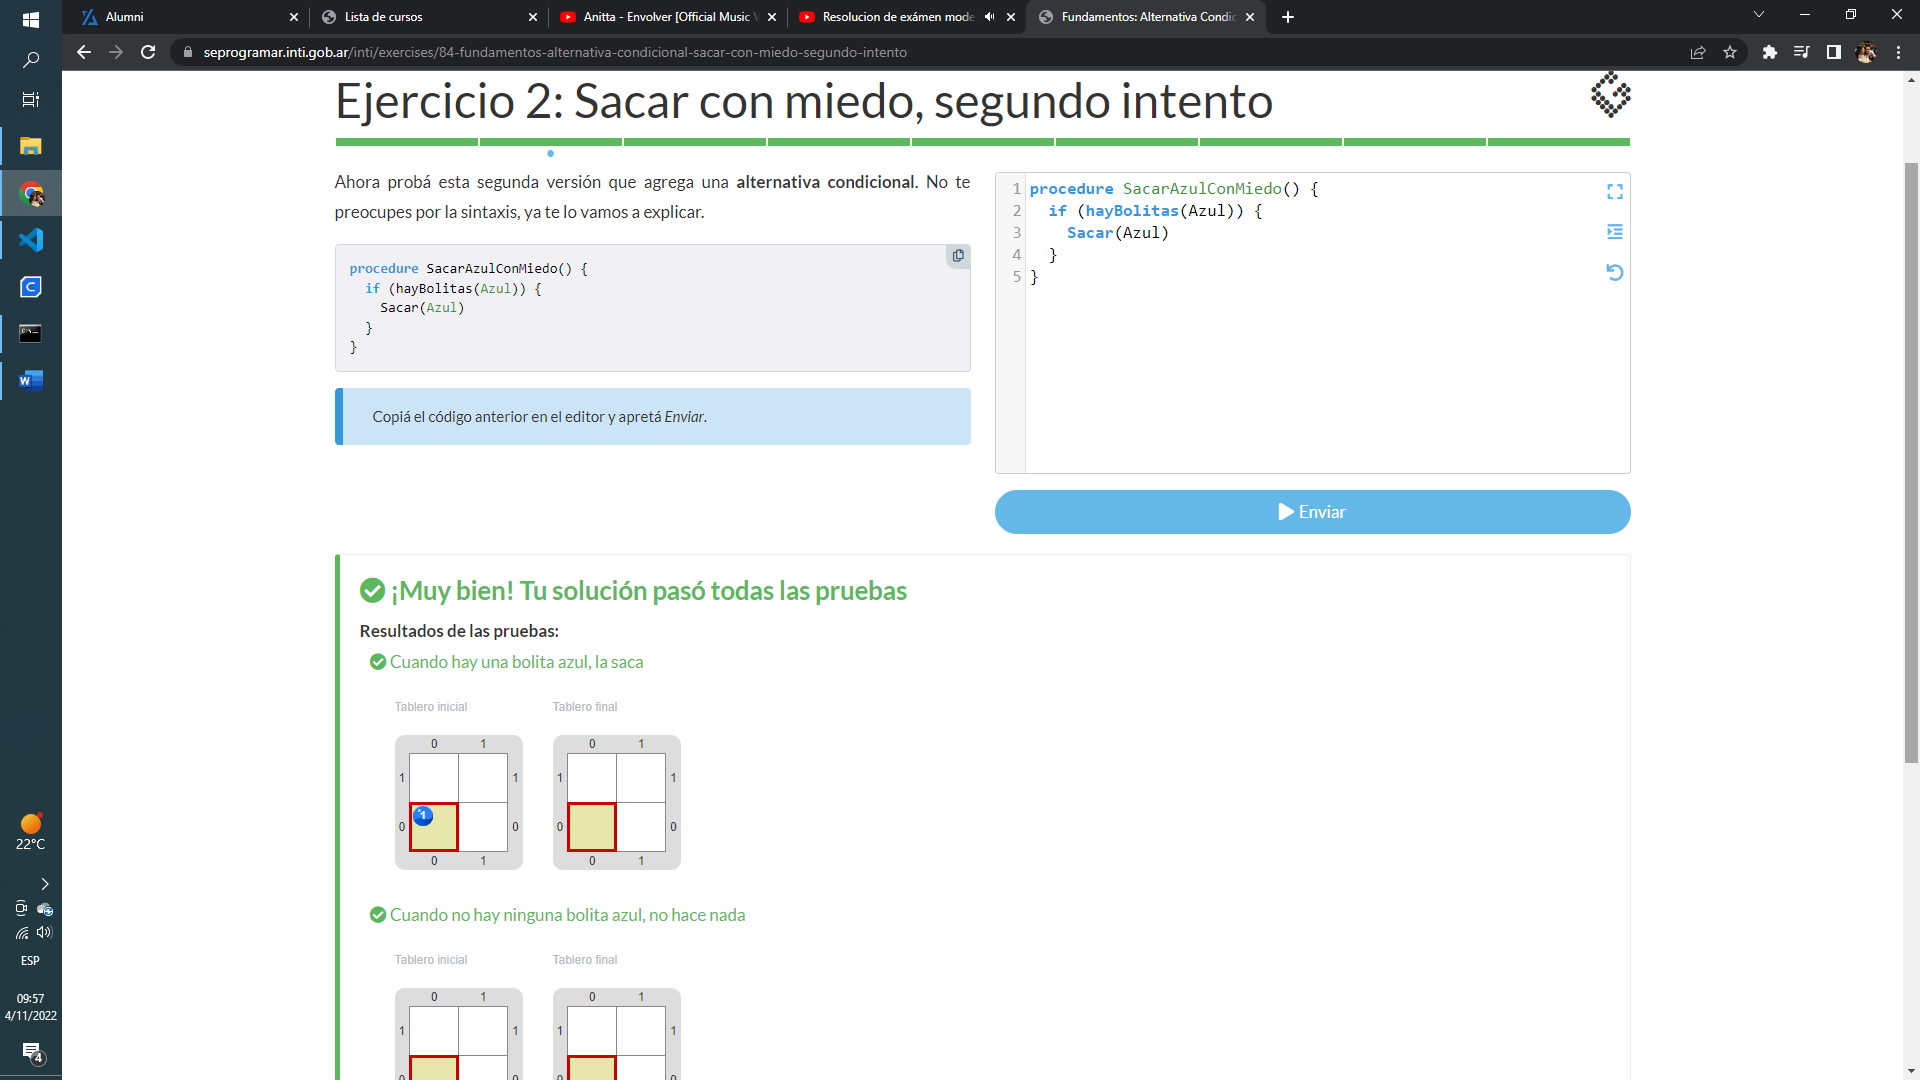 Alumni
Lista de cursos
Anitta - Envolver [Official Music V
Resolucion de exámen mode
Fundamentos: Alternativa Condic
seprogramar.inti.gob.ar/inti/exercises/84-fundamentos-alternativa-condicional-sacar-con-miedo-segundo-intento
Ejercicio 2: Sacar con miedo, segundo intento
Ahora probá esta segunda versión que agrega una alternativa condicional. No te
preocupes por la sintaxis, ya te lo vamos a explicar.
procedure SacarAzulConMiedo() {
if (hayBolitas(Azul)) {
Sacar(Azul)
}
}
Copiá el código anterior en el editor y apretá Enviar.
1 procedure SacarAzulConMiedo() {
2 if (hayBolitas(Azul)) {
3 Sacar(Azul)
4 }
5 }
Enviar
¡Muy bien! Tu solución pasó todas las pruebas
Resultados de las pruebas:
Cuando hay una bolita azul, la saca
Tablero inicial Tablero final
0 1 0 1
1 1 1 1
1
0 0 0 0
0 1 0 1
Cuando no hay ninguna bolita azul, no hace nada
Tablero inicial Tablero final
0 1 0 1
1 1 1 1
0 0 0 0
22°C
ESP
09:57
4/11/2022
4